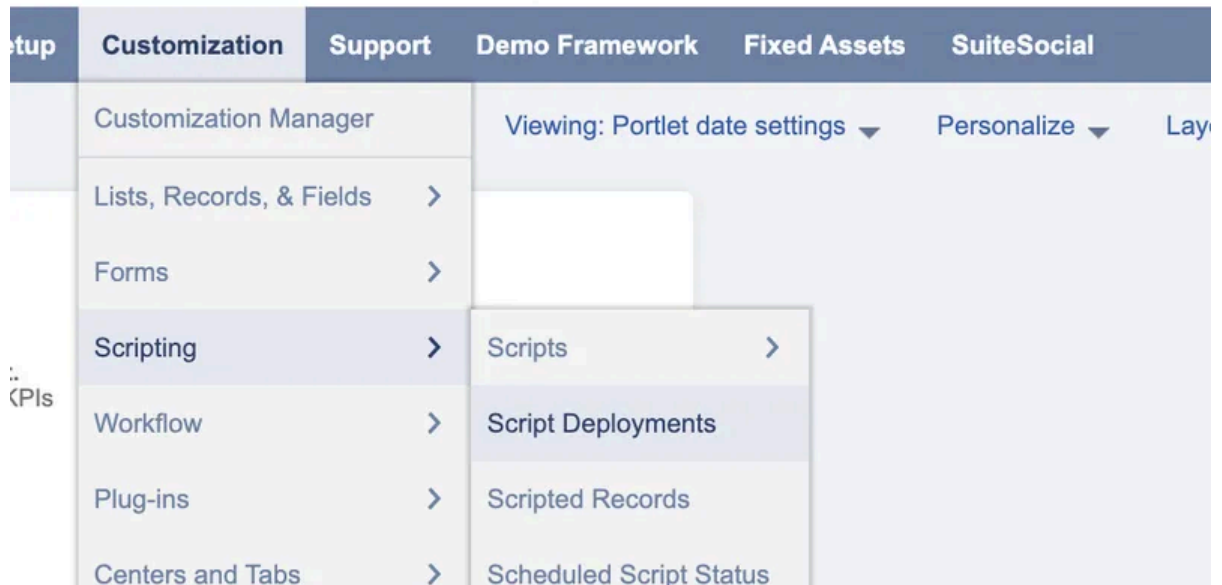 Customization Support Demo Framework Fixed Assets SuiteSocial
Customization Manager
Viewing: Portlet date settings Personalize
Lists, Records, & Fields
Forms
Scripting
Scripts
KPIs
Workflow
Script Deployments
Plug-ins
Scripted Records
Centers and Tabs
Scheduled Script Status